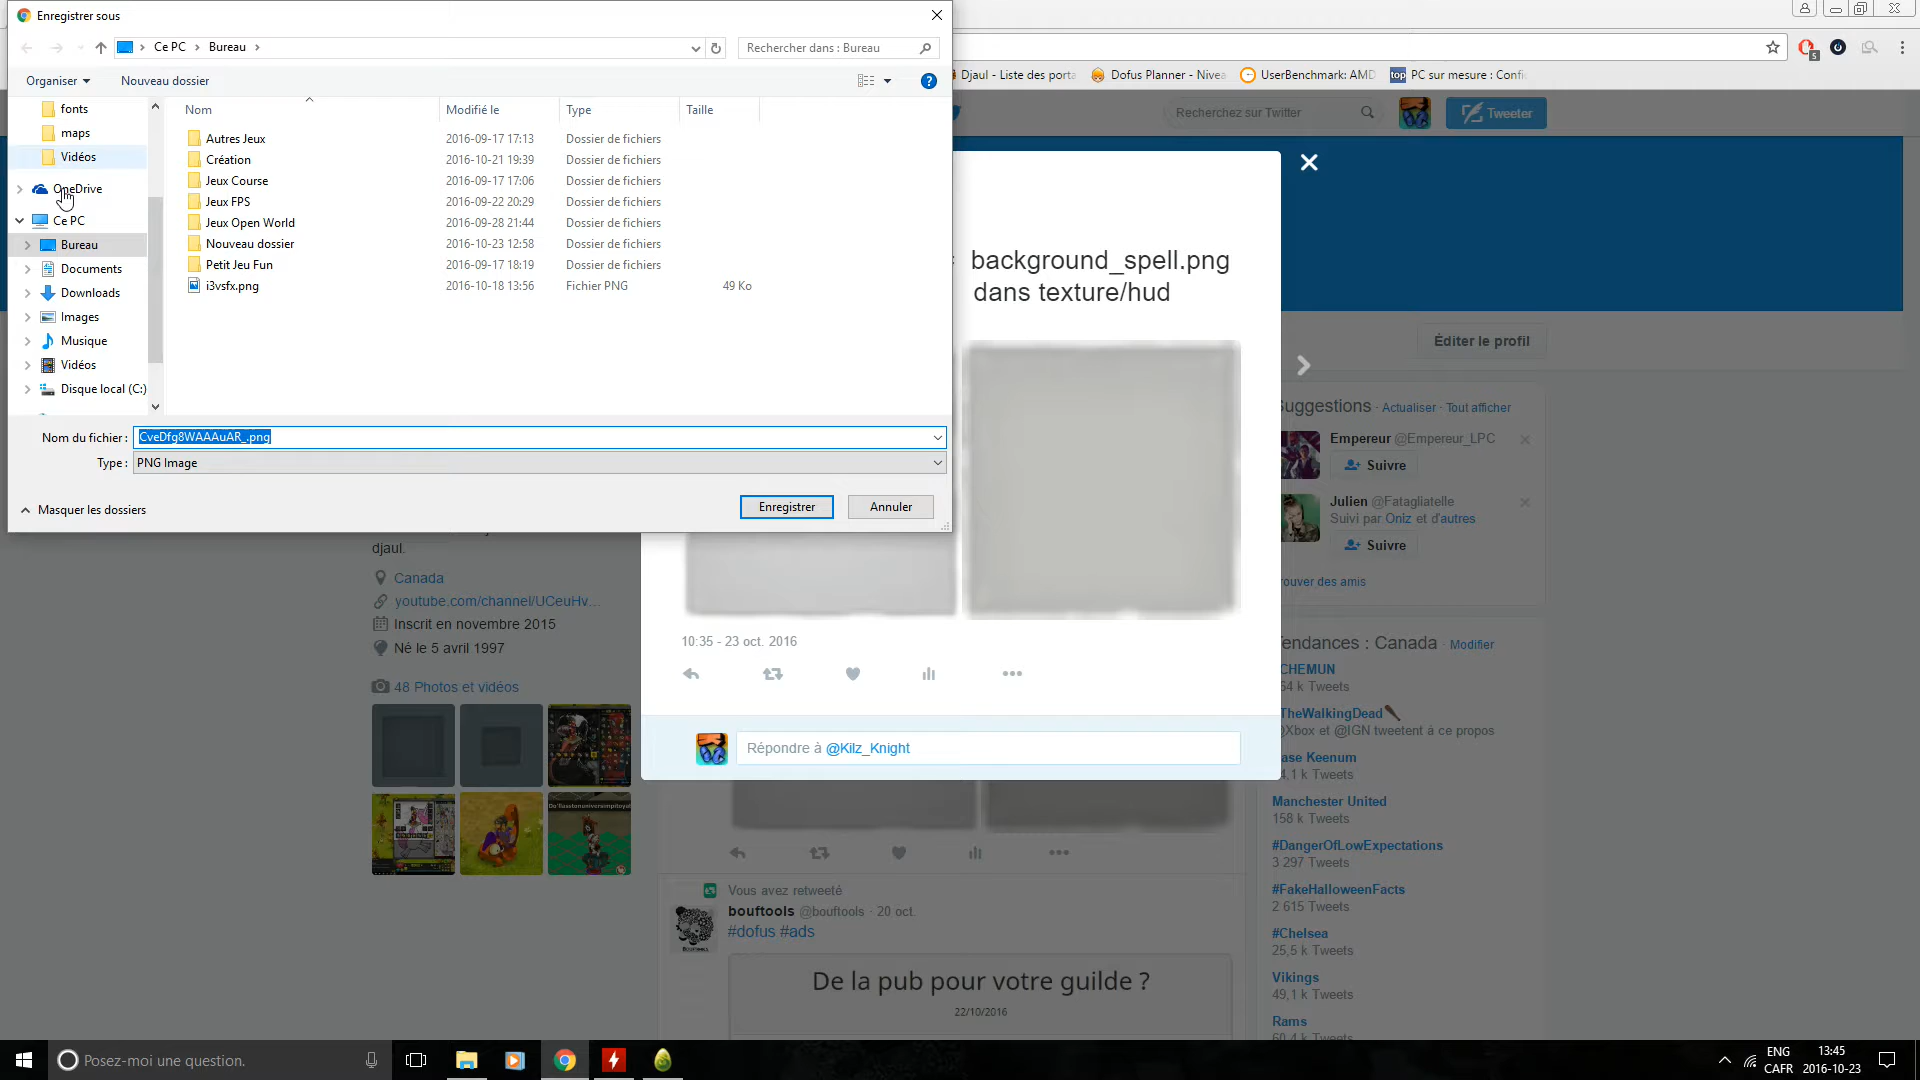 Enregistrer sous
Ce PC
Bureau
Rechercher dans : Bureau
Organiser
Nouveau dossier
fonts
maps
Vidéos
OneDrive
Ce PC
Bureau
Documents
Downloads
Images
Musique
Vidéos
Disque local (C:)
Nom
Modifié le
Type
Taille
Autres Jeux
2016-09-17 17:13
Dossier de fichiers
Création
2016-10-21 19:39
Dossier de fichiers
Jeux Course
2016-09-17 17:06
Dossier de fichiers
Jeux FPS
2016-09-22 20:29
Dossier de fichiers
Jeux Open World
2016-09-28 21:44
Dossier de fichiers
Nouveau dossier
2016-10-23 12:58
Dossier de fichiers
Petit Jeu Fun
2016-09-17 18:19
Dossier de fichiers
i3vsfx.png
2016-10-18 13:56
Fichier PNG
49 Ko
Nom du fichier :
CveDfg8WAAAuAR_.png
Type :
PNG Image
Masquer les dossiers
Enregistrer
Annuler
5
Djaul - Liste des porta
Dofus Planner - Nivea
UserBenchmark: AMD
top
PC sur mesure : Confi
Recherchez sur Twitter
Tweeter
background_spell.png
dans texture/hud
Éditer le profil
Suggestions
Actualiser · Tout afficher
Empereur @Empereur_LPC
Suivre
Julien @Fatagliatelle
Suivi par Oniz et d'autres
Suivre
rouver des amis
djaul.
Canada
youtube.com/channel/UCeuHv...
Inscrit en novembre 2015
Né le 5 avril 1997
48 Photos et vidéos
10:35 - 23 oct. 2016
Répondre à @Kilz_Knight
Tendances : Canada · Modifier
CHEMUN
54 k Tweets
TheWalkingDead
@Xbox et @IGN tweetent à ce propos
ase Keenum
4,1 k Tweets
Manchester United
158 k Tweets
#DangerOfLowExpectations
3 297 Tweets
#FakeHalloweenFacts
2 615 Tweets
#Chelsea
25,5 k Tweets
Vikings
49,1 k Tweets
Rams
60,4 k Tweets
Vous avez retweeté
bouftools @bouftools · 20 oct.
#dofus #ads
De la pub pour votre guilde ?
22/10/2016
Posez-moi une question.
ENG
CAFR
13:45
2016-10-23